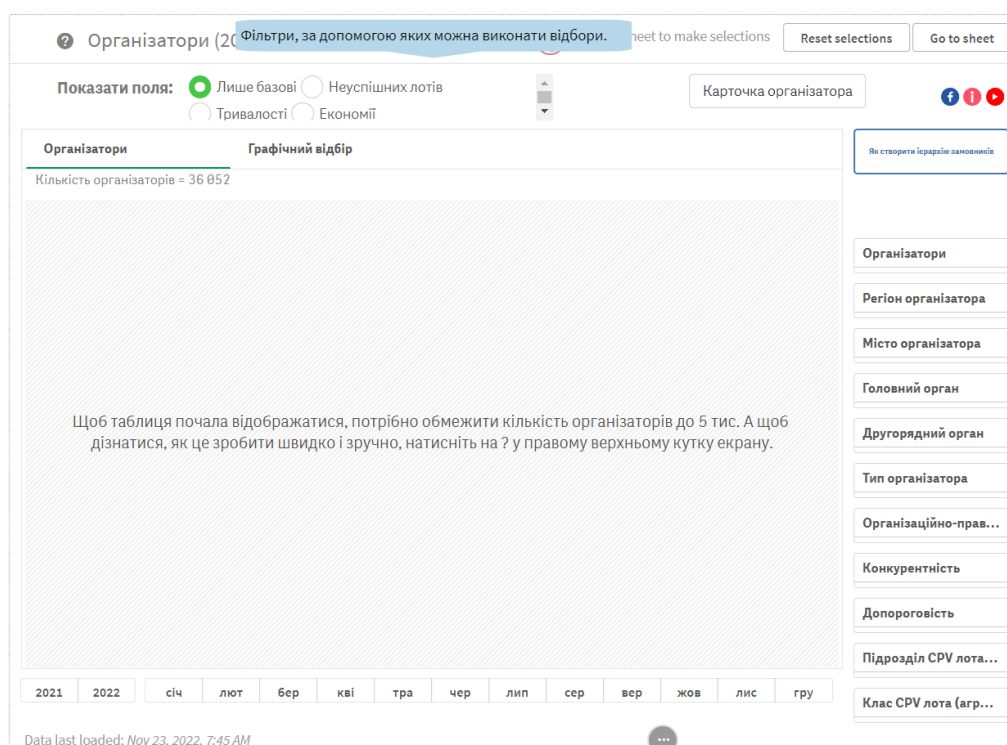 Організатори (20
Фільтри, за допомогою яких можна виконати відбори.
heet to make selections
Reset selections
Go to sheet
Показати поля:
Лише базові
Неуспішних лотів
Тривалості
Економії
Карточка організатора
Організатори
Графічний відбір
Кількість організаторів = 36 052
Як створити ієрархію замовників
Щоб таблиця почала відображатися, потрібно обмежити кількість організаторів до 5 тис. А щоб
дізнатися, як це зробити швидко і зручно, натисніть на ? у правому верхньому кутку екрану.
Організатори
Регіон організатора
Місто організатора
Головний орган
Другорядний орган
Тип організатора
Організаційно-прав...
Конкурентність
Допороговість
Підрозділ CPV лота...
Клас CPV лота (агр...
2021 2022 січ лют бер кві тра чер лип сер вер жов лис гру
Data last loaded: Nov 23, 2022, 7:45 AM